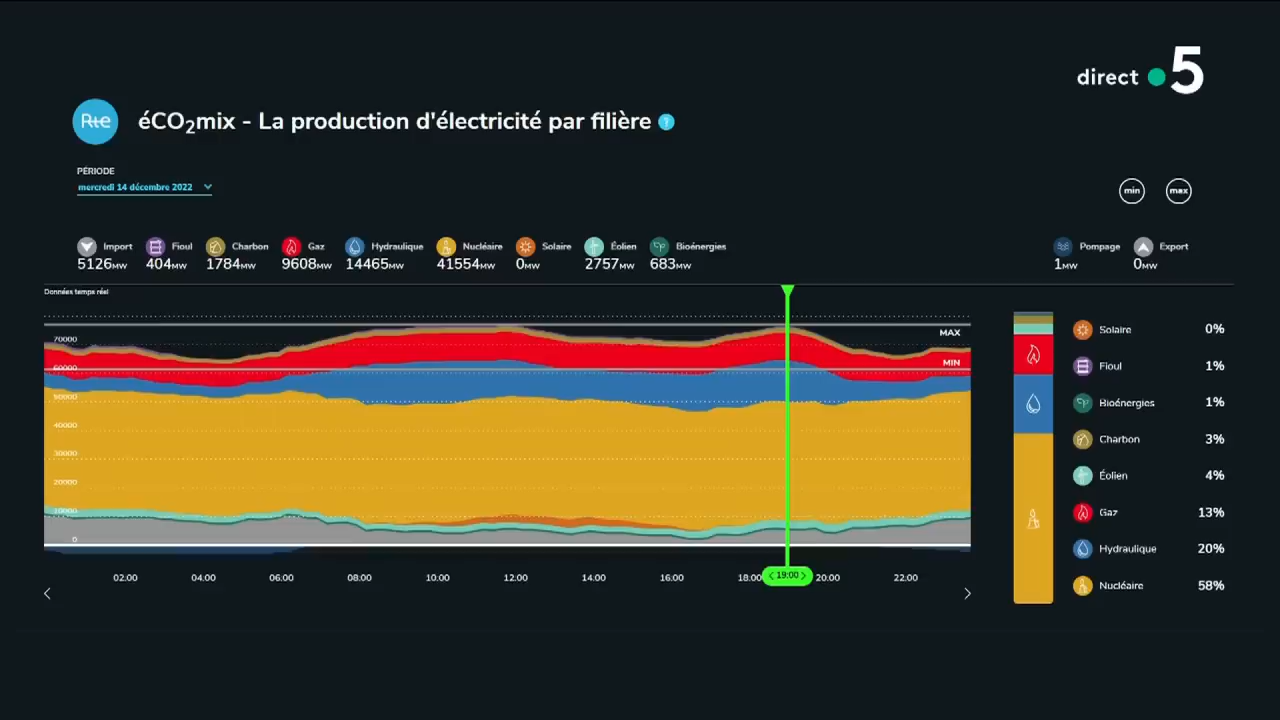 direct 5
Rte
éCO2mix - La production d'électricité par filière ?
PÉRIODE
mercredi 14 décembre 2022
min max
Import Fioul Charbon Gaz Hydraulique Nucléaire Solaire Éolien Bioénergies Pompage Export
5126MW 404MW 1784MW 9608MW 14465MW 41554MW 0MW 2757MW 683MW 1MW 0MW
Données temps réel
MAX
70000
MIN
60000
50000
40000
30000
20000
10000
0
02:00 04:00 06:00 08:00 10:00 12:00 14:00 16:00 18:00 19:00 20:00 22:00
Solaire 0%
Fioul 1%
Bioénergies 1%
Charbon 3%
Éolien 4%
Gaz 13%
Hydraulique 20%
Nucléaire 58%